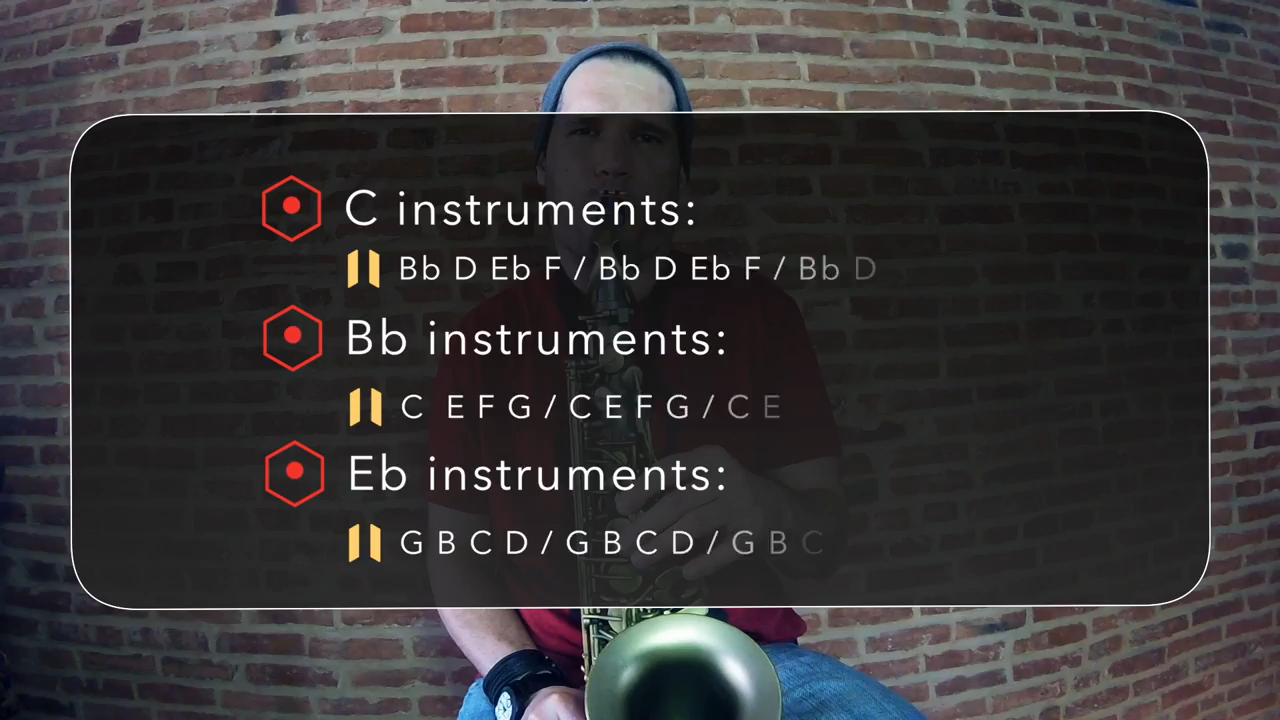 C instruments:
Bb D Eb F / Bb D Eb F / Bb D
Bb instruments:
C E F G / C E F G / C E
Eb instruments:
G B C D / G B C D / G B C